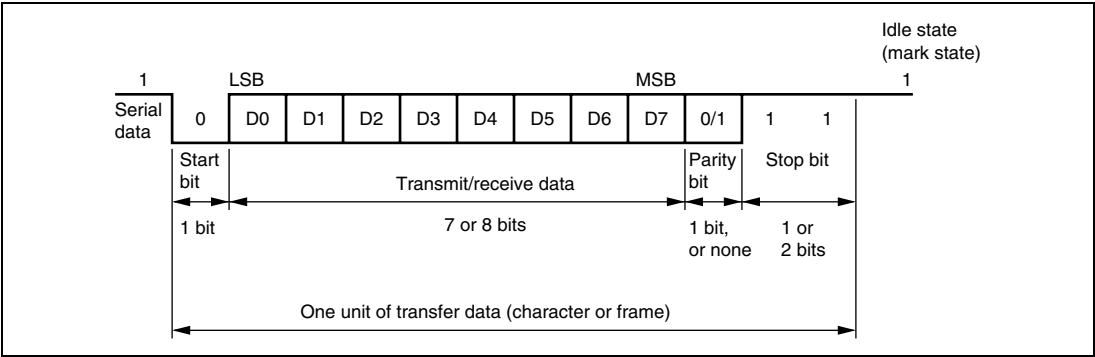 Idle state
(mark state)
1 LSB MSB 1
Serial
data
0 D0 D1 D2 D3 D4 D5 D6 D7 0/1 1 1
Start
bit
Transmit/receive data
Parity
bit
Stop bit
1 bit
7 or 8 bits
1 bit,
or none
1 or
2 bits
One unit of transfer data (character or frame)